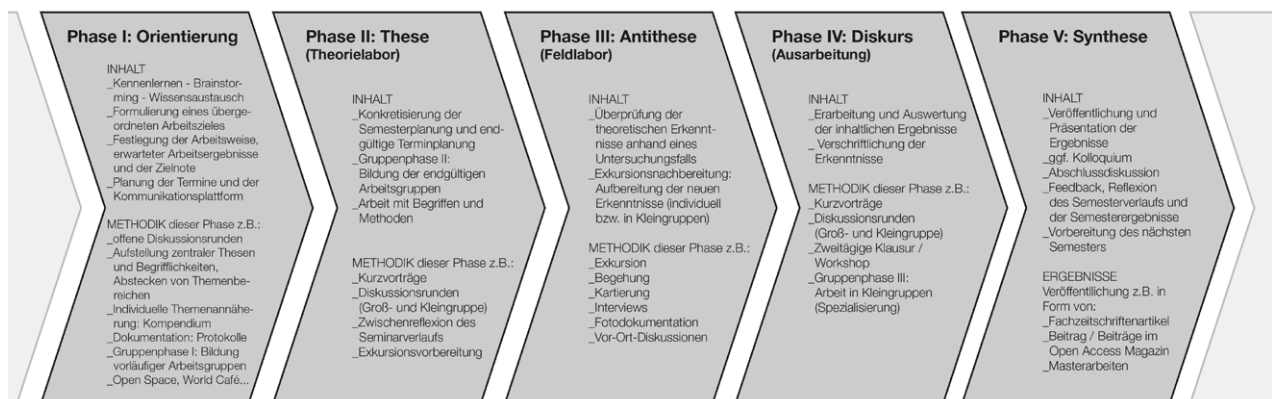 Phase I: Orientierung
INHALT
_Kennenlernen - Brainstor-
ming - Wissensaustausch
_Formulierung eines überge-
ordneten Arbeitszieles
_Festlegung der Arbeitsweise,
erwarteter Arbeitsergebnisse
und der Zielnote
_Planung der Termine und der
Kommunikationsplattform
METHODIK dieser Phase z.B.:
_offene Diskussionsrunden
_Aufstellung zentraler Thesen
und Begrifflichkeiten,
Abstecken von Themenbe-
reichen
_Individuelle Themenannähe-
rung: Kompendium
_Dokumentation: Protokolle
_Gruppenphase I: Bildung
vorläufiger Arbeitsgruppen
_Open Space, World Café...
Phase II: These
(Theorielabor)
INHALT
_Konkretisierung der
Semesterplanung und end-
gültige Terminplanung
_Gruppenphase II:
Bildung der endgültigen
Arbeitsgruppen
_Arbeit mit Begriffen und
Methoden
METHODIK dieser Phase z.B.:
_Kurzvorträge
_Diskussionsrunden
(Groß- und Kleingruppe)
_Zwischenreflexion des
Seminarverlaufs
_Exkursionsvorbereitung
Phase III: Antithese
(Feldlabor)
INHALT
_Überprüfung der
theoretischen Erkennt-
nisse anhand eines
Untersuchungsfalls
_Exkursionsnachbereitung:
Aufbereitung der neuen
Erkenntnisse (individuell
bzw. in Kleingruppen)
METHODIK dieser Phase z.B.:
_Exkursion
_Begehung
_Kartierung
_Interviews
_Fotodokumentation
_Vor-Ort-Diskussionen
Phase IV: Diskurs
(Ausarbeitung)
INHALT
_Erarbeitung und Auswertung
der inhaltlichen Ergebnisse
_ Verschriftlichung der
Erkenntnisse
METHODIK dieser Phase z.B.:
_Kurzvorträge
_Diskussionsrunden
(Groß- und Kleingruppe)
_Zweitägige Klausur /
Workshop
_Gruppenphase III:
Arbeit in Kleingruppen
(Spezialisierung)
Phase V: Synthese
INHALT
_Veröffentlichung und
Präsentation der
Ergebnisse
_ggf. Kolloquium
_Abschlussdiskussion
_Feedback, Reflexion
des Semesterverlaufs und
der Semesterergebnisse
_Vorbereitung des nächsten
Semesters
ERGEBNISSE
Veröffentllichung z.B. in
Form von:
_Fachzeitschriftenartikel
_Beitrag / Beiträge im
Open Access Magazin
_Masterarbeiten